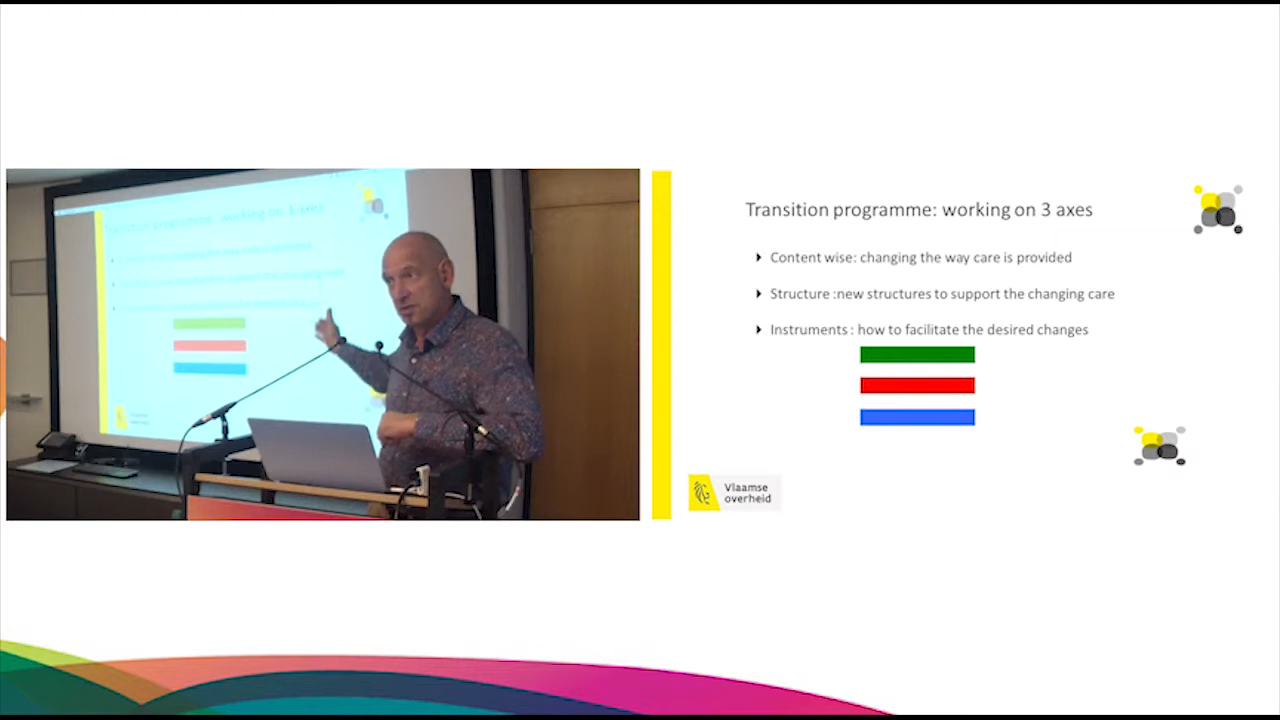 Transition programme: working on 3 axes
Content wise: changing the way care is provided
Structure :new structures to support the changing care
Instruments : how to facilitate the desired changes
Vlaamse
overheid